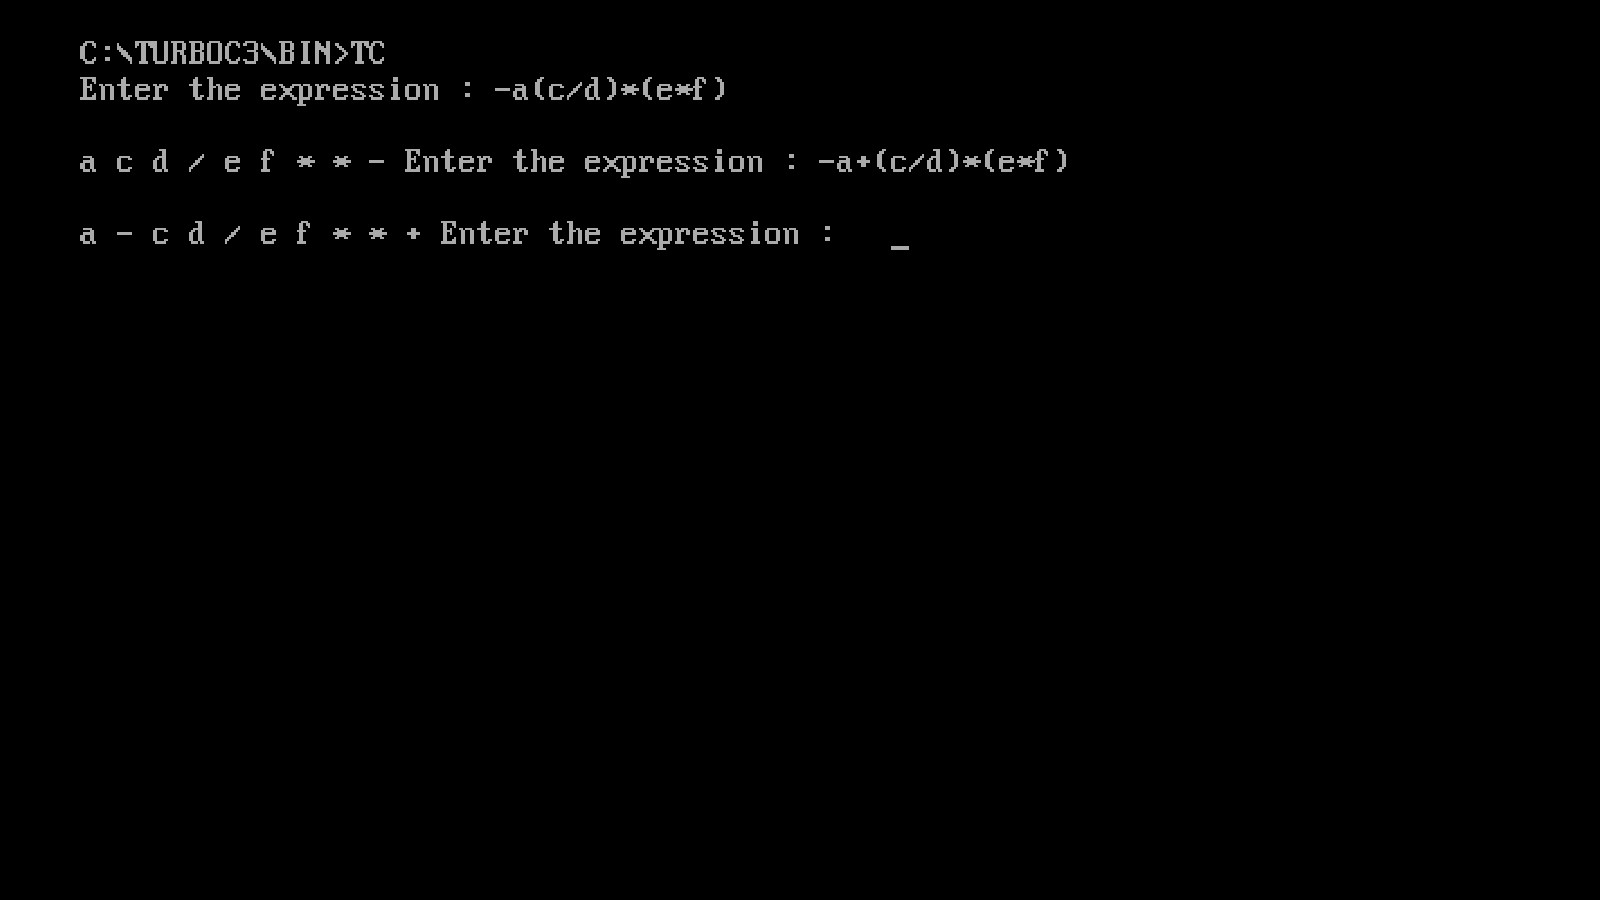 C:\TURBOC3\BIN>TC
Enter the expression : -a(c/d)*(e*f)
a c d / e f * * - Enter the expression : -a+(c/d)*(e*f)
a - c d / e f * * + Enter the expression :   _